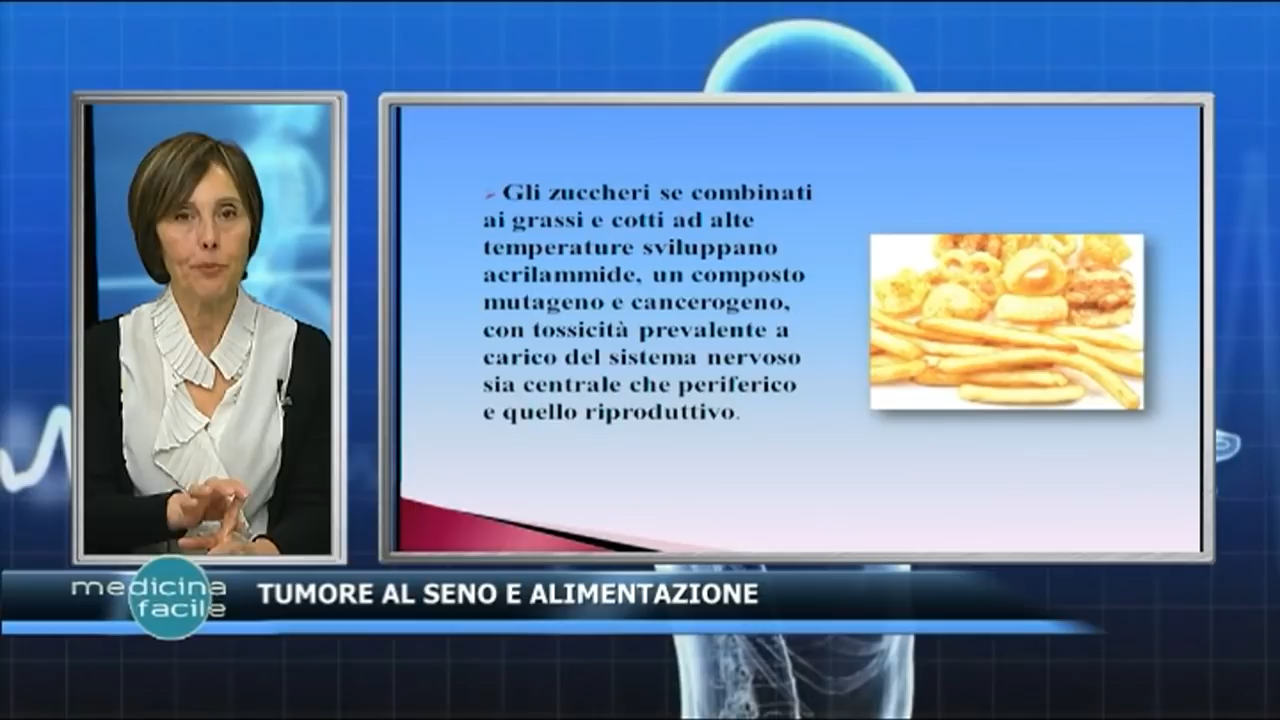 Gli zuccheri se combinati
ai grassi e cotti ad alte
temperature sviluppano
acrilammide, un composto
mutageno e cancerogeno,
con tossicità prevalente a
carico del sistema nervoso
sia centrale che periferico
e quello riproduttivo.
medicina
facile
TUMORE AL SENO E ALIMENTAZIONE